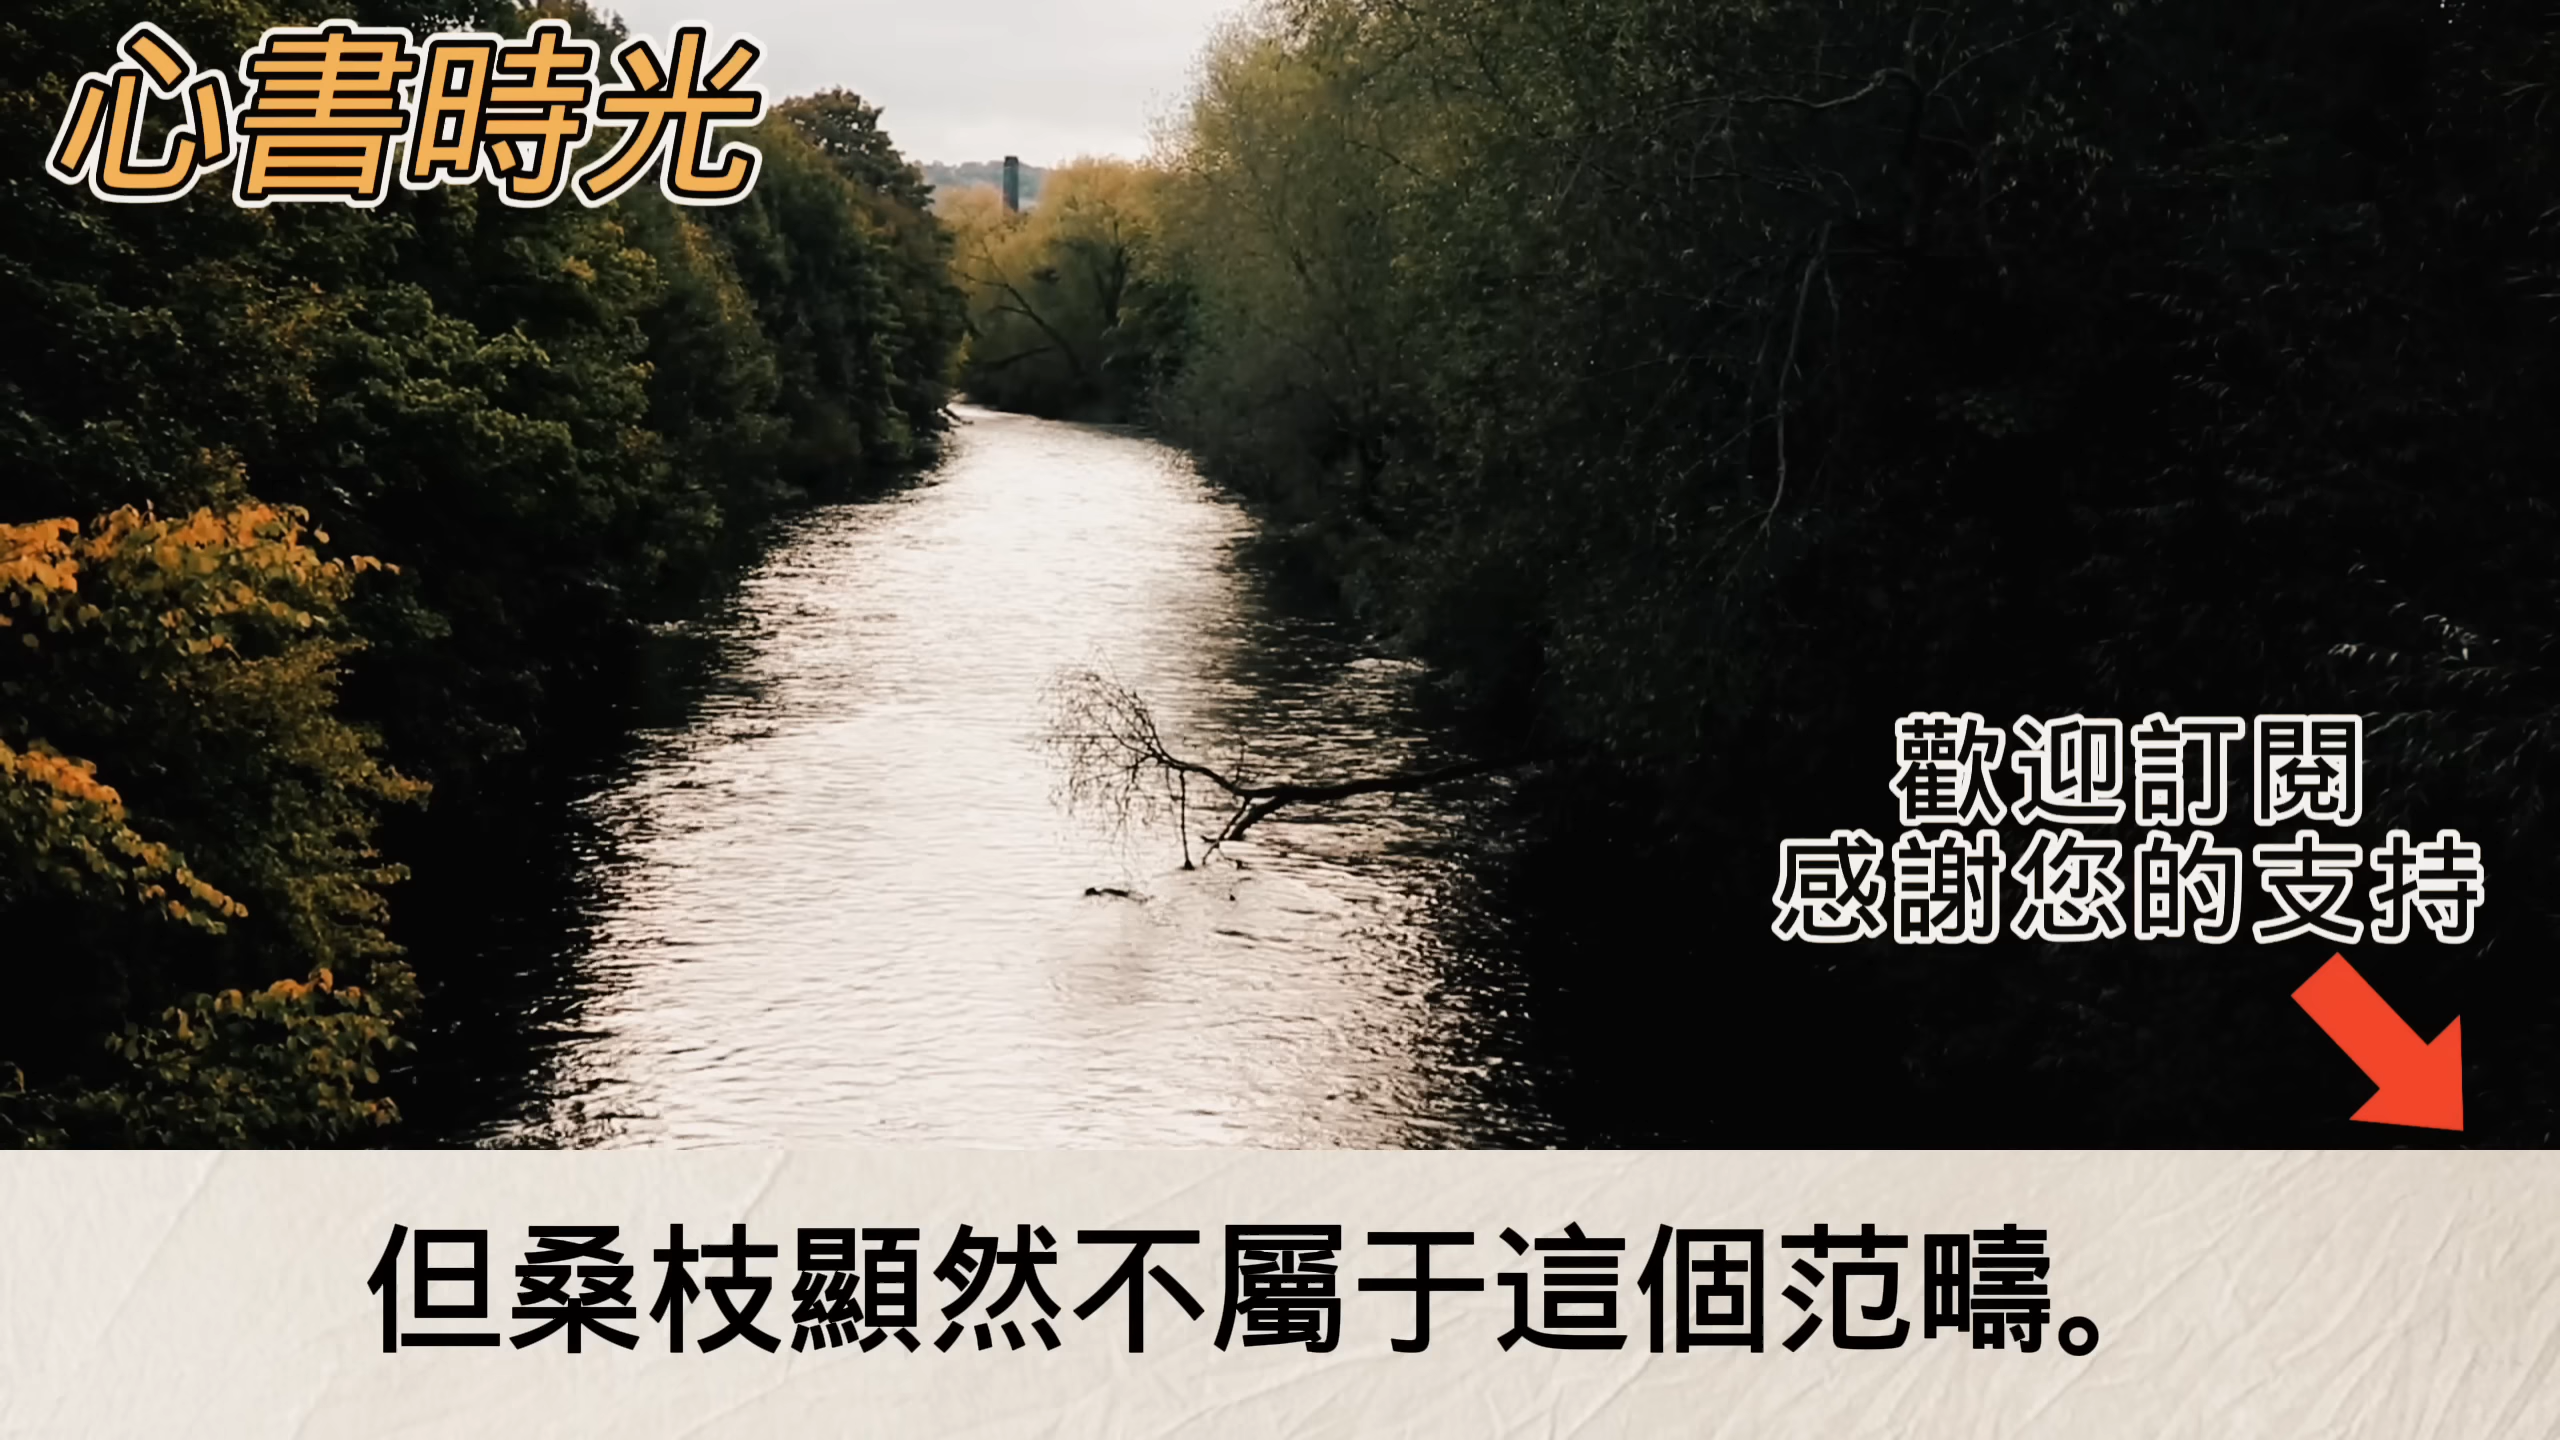 心書時光
歡迎訂閱
感謝您的支持
但桑枝顯然不屬于這個范疇。